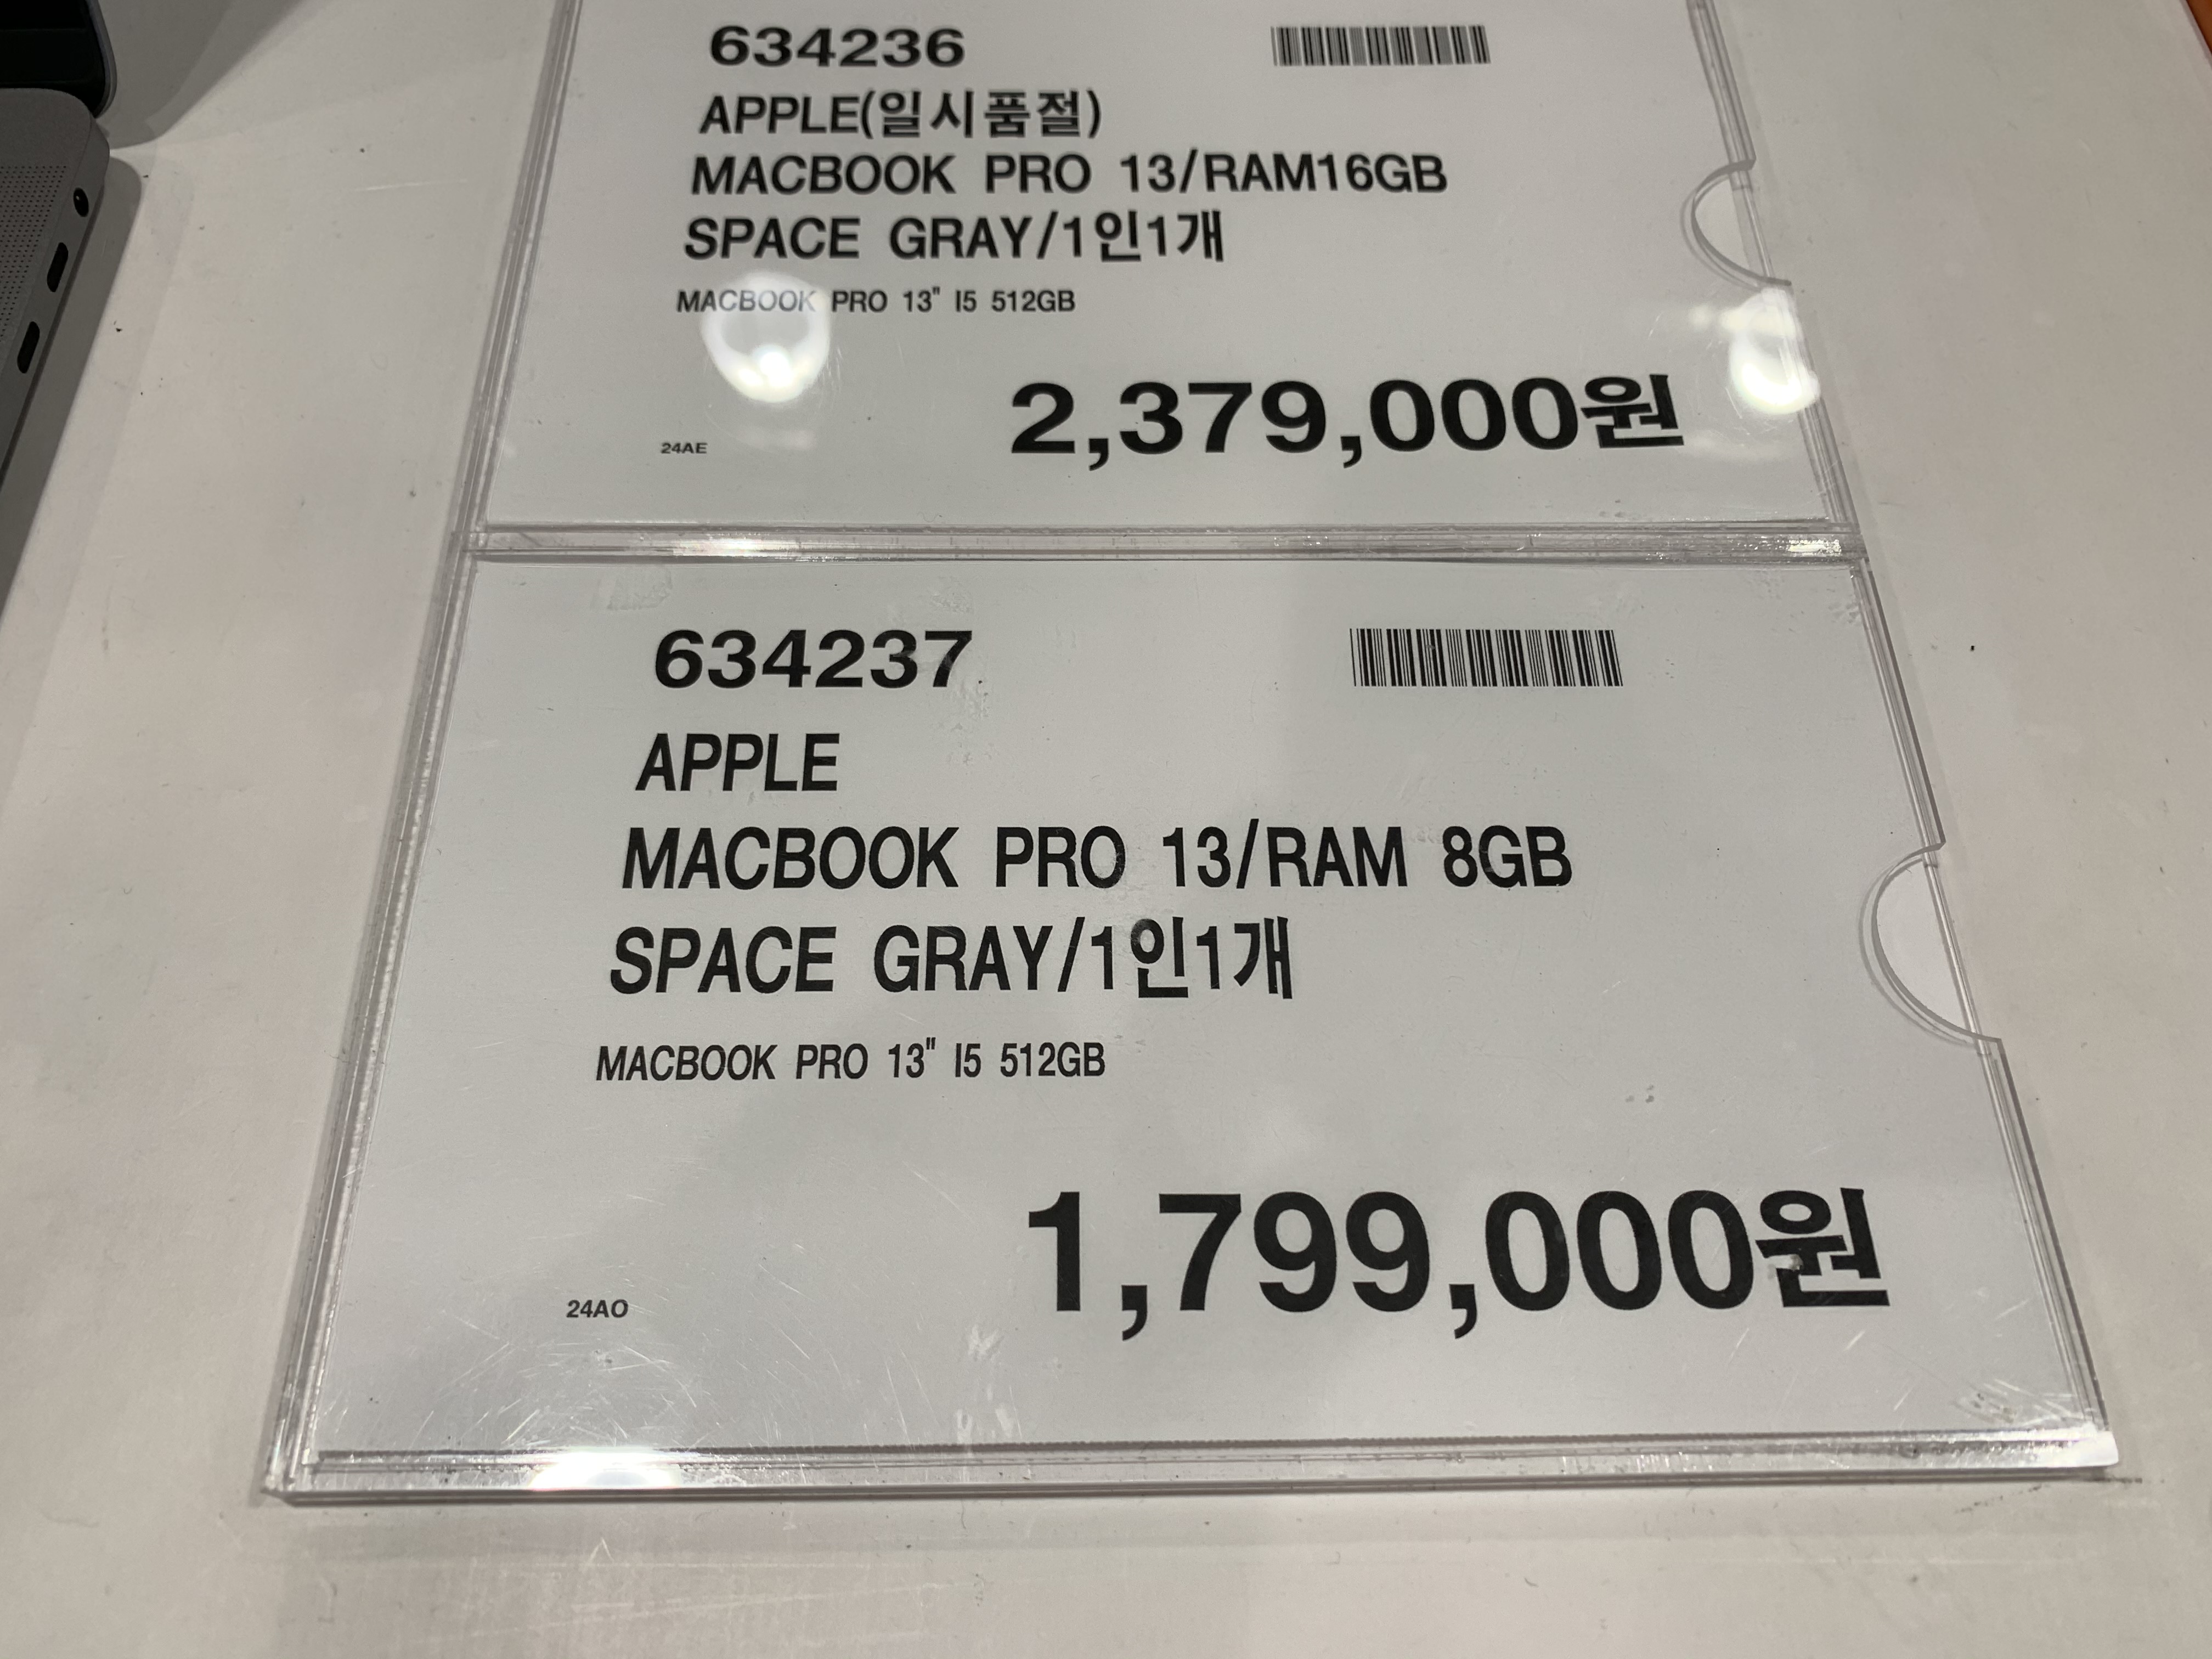 634236
APPLE(일시품절)
MACBOOK PRO 13/RAM16GB
SPACE GRAY/1인1개
MACBOOK PRO 13" I5 512GB
2,379,000원
24AE
634237
APPLE
MACBOOK PRO 13/RAM 8GB
SPACE GRAY/1인1개
MACBOOK PRO 13" I5 512GB
1,799,000원
24AO